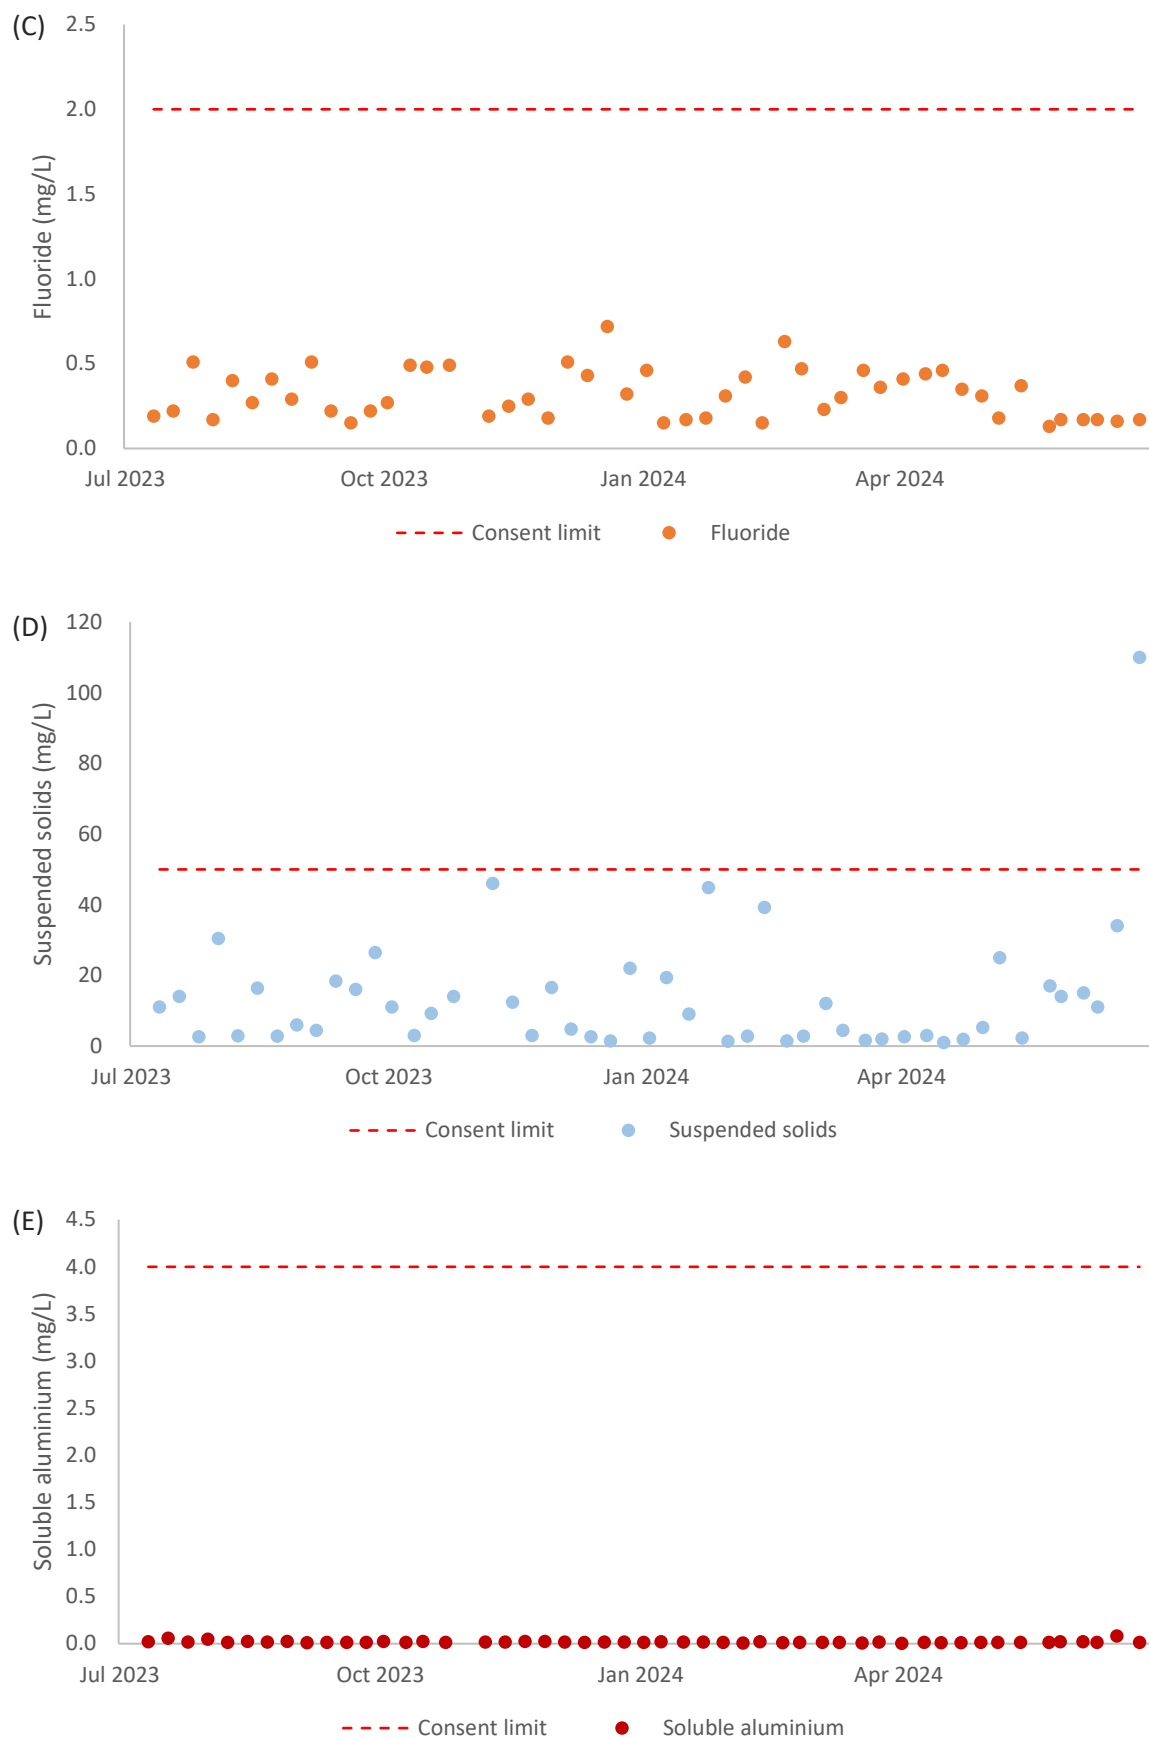 (C)
Fluoride (mg/L)
2.5
2.0
1.5
1.0
0.5
0.0
Jul 2023 Oct 2023 Jan 2024 Apr 2024
Consent limit Fluoride
(D)
Suspended solids (mg/L)
120
100
80
60
40
20
0
Jul 2023 Oct 2023 Jan 2024 Apr 2024
Consent limit Suspended solids
(E)
Soluble aluminium (mg/L)
4.5
4.0
3.5
3.0
2.5
2.0
1.5
1.0
0.5
0.0
Jul 2023 Oct 2023 Jan 2024 Apr 2024
Consent limit Soluble aluminium